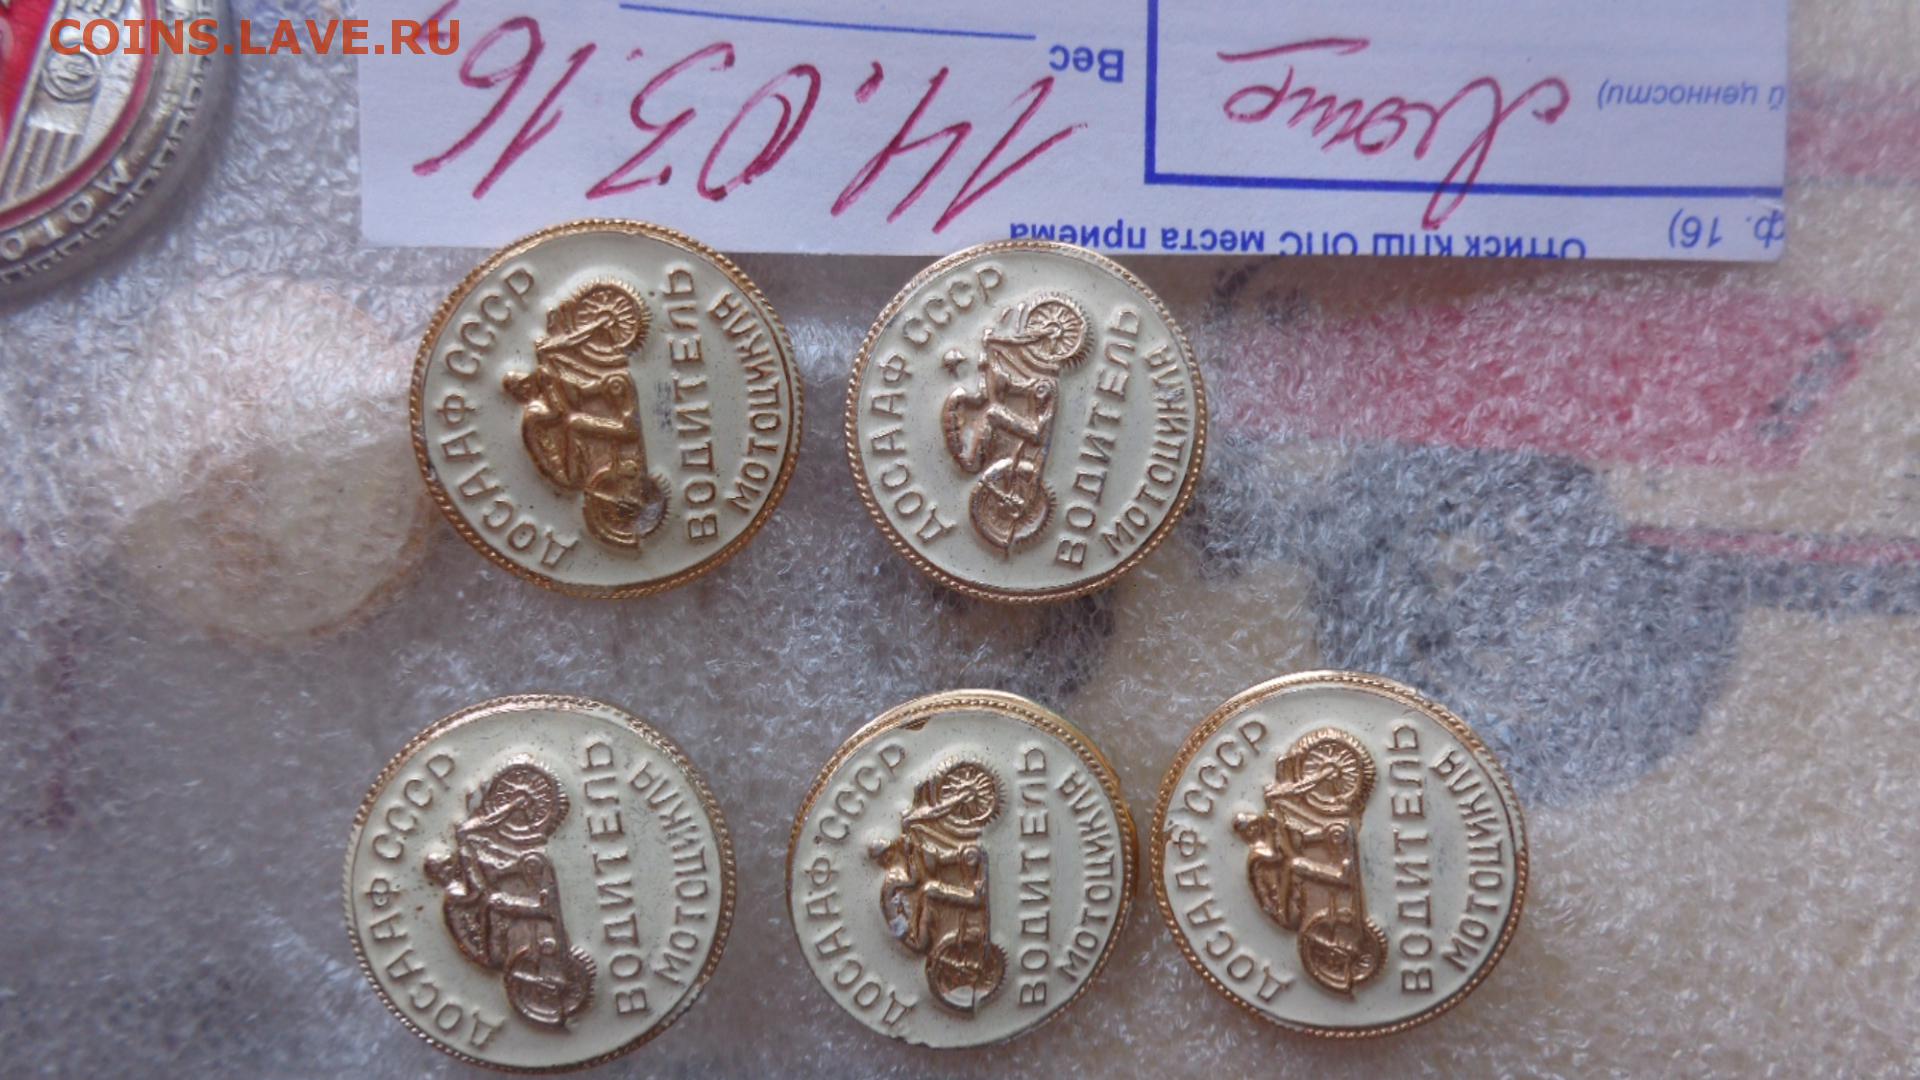 COINS.LAVE.RU
ф. 16)
Оттиск КПШ ОПС места приема
й ценности)
Вес
14.03.16
ДОСААФ СССР
ВОДИТЕЛЬ
МОТОЦИКЛА
ДОСААФ СССР
ВОДИТЕЛЬ
МОТОЦИКЛА
ДОСААФ СССР
ВОДИТЕЛЬ
МОТОЦИКЛА
ДОСААФ СССР
ВОДИТЕЛЬ
МОТОЦИКЛА
ДОСААФ СССР
ВОДИТЕЛЬ
МОТОЦИКЛА